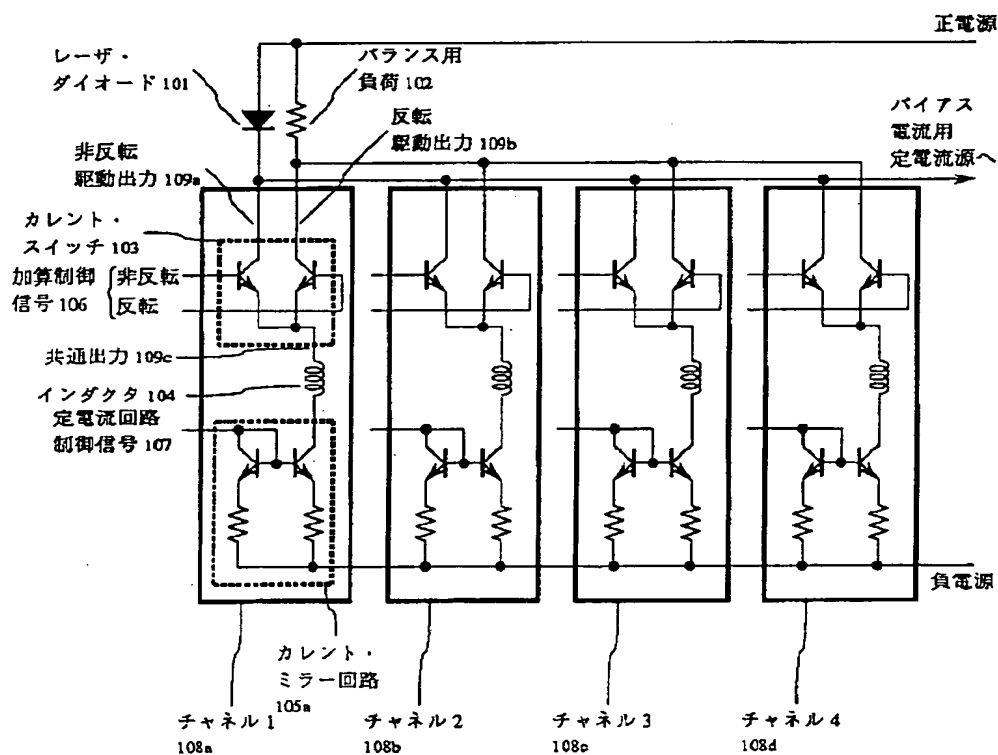 正電源
レーザ・
ダイオード 101
バランス用
負荷 102
反転
駆動出力 109b
バイアス
電流用
定電流源へ
非反転
駆動出力 109a
カレント・
スイッチ 103
加算制御
信号 106
非反転
反転
共通出力 109c
インダクタ 104
定電流回路
制御信号 107
負電源
カレント・
ミラー回路
105a
チャネル 1
108a
チャネル 2
108b
チャネル 3
108c
チャネル 4
108d